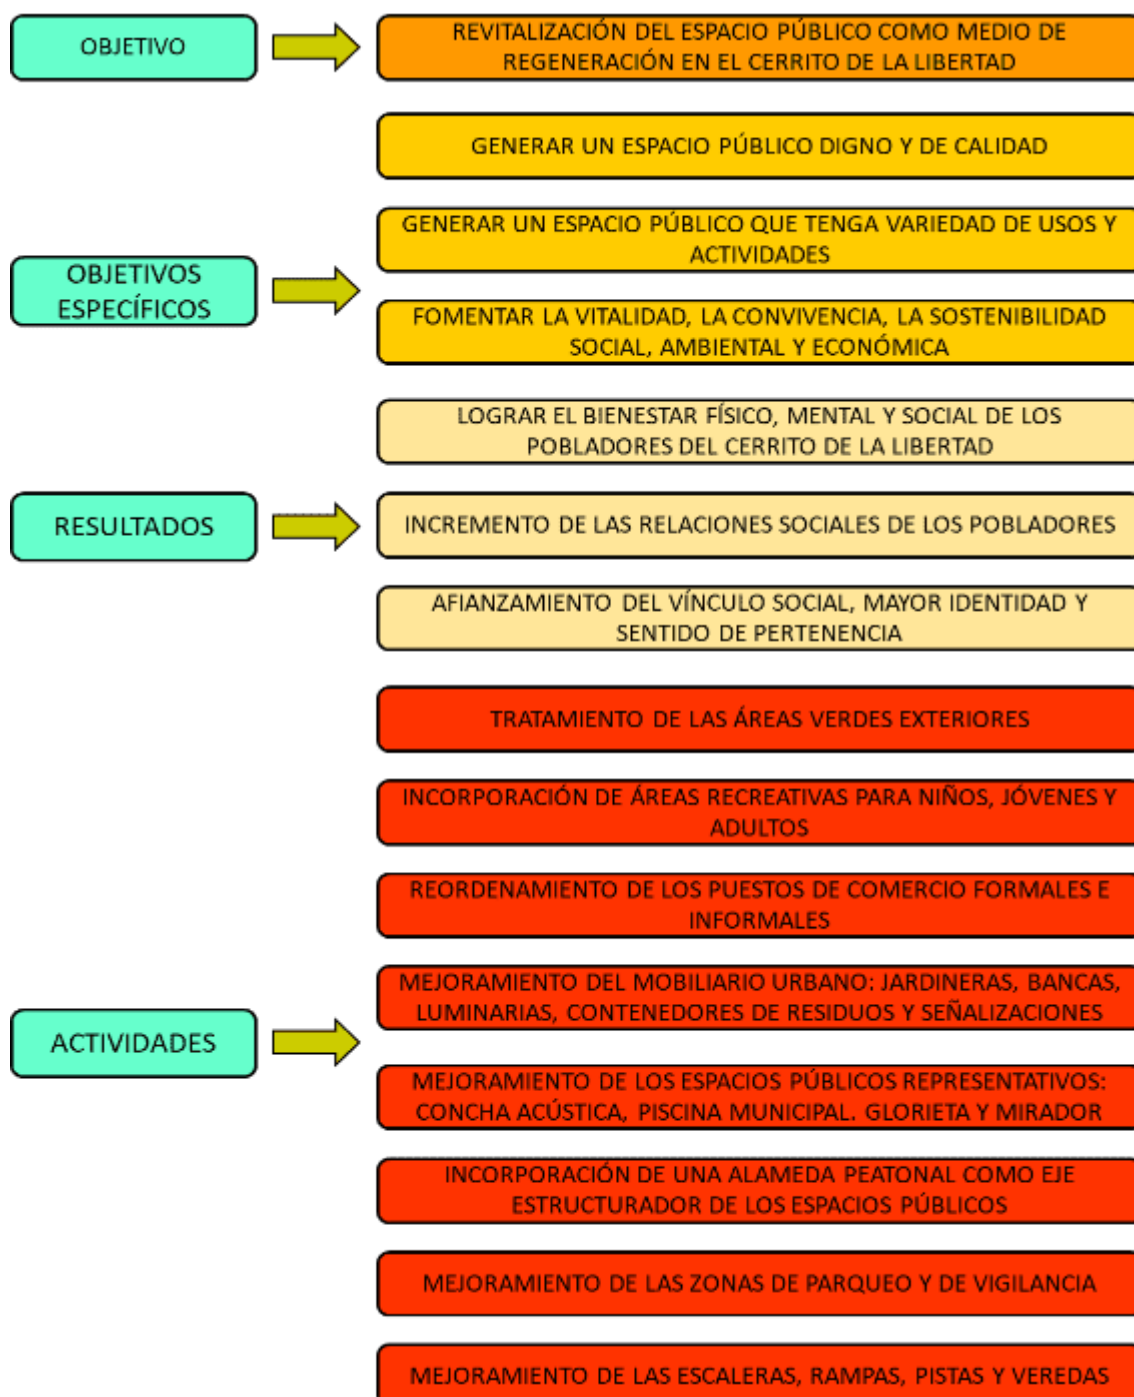 OBJETIVO
REVITALIZACIÓN DEL ESPACIO PÚBLICO COMO MEDIO DE
REGENERACIÓN EN EL CERRITO DE LA LIBERTAD
GENERAR UN ESPACIO PÚBLICO DIGNO Y DE CALIDAD
OBJETIVOS
ESPECÍFICOS
GENERAR UN ESPACIO PÚBLICO QUE TENGA VARIEDAD DE USOS Y
ACTIVIDADES
FOMENTAR LA VITALIDAD, LA CONVIVENCIA, LA SOSTENIBILIDAD
SOCIAL, AMBIENTAL Y ECONÓMICA
LOGRAR EL BIENESTAR FÍSICO, MENTAL Y SOCIAL DE LOS
POBLADORES DEL CERRITO DE LA LIBERTAD
RESULTADOS
INCREMENTO DE LAS RELACIONES SOCIALES DE LOS POBLADORES
AFIANZAMIENTO DEL VÍNCULO SOCIAL, MAYOR IDENTIDAD Y
SENTIDO DE PERTENENCIA
TRATAMIENTO DE LAS ÁREAS VERDES EXTERIORES
INCORPORACIÓN DE ÁREAS RECREATIVAS PARA NIÑOS, JÓVENES Y
ADULTOS
REORDENAMIENTO DE LOS PUESTOS DE COMERCIO FORMALES E
INFORMALES
ACTIVIDADES
MEJORAMIENTO DEL MOBILIARIO URBANO: JARDINERAS, BANCAS,
LUMINARIAS, CONTENEDORES DE RESIDUOS Y SEÑALIZACIONES
MEJORAMIENTO DE LOS ESPACIOS PÚBLICOS REPRESENTATIVOS:
CONCHA ACÚSTICA, PISCINA MUNICIPAL. GLORIETA Y MIRADOR
INCORPORACIÓN DE UNA ALAMEDA PEATONAL COMO EJE
ESTRUCTURADOR DE LOS ESPACIOS PÚBLICOS
MEJORAMIENTO DE LAS ZONAS DE PARQUEO Y DE VIGILANCIA
MEJORAMIENTO DE LAS ESCALERAS, RAMPAS, PISTAS Y VEREDAS